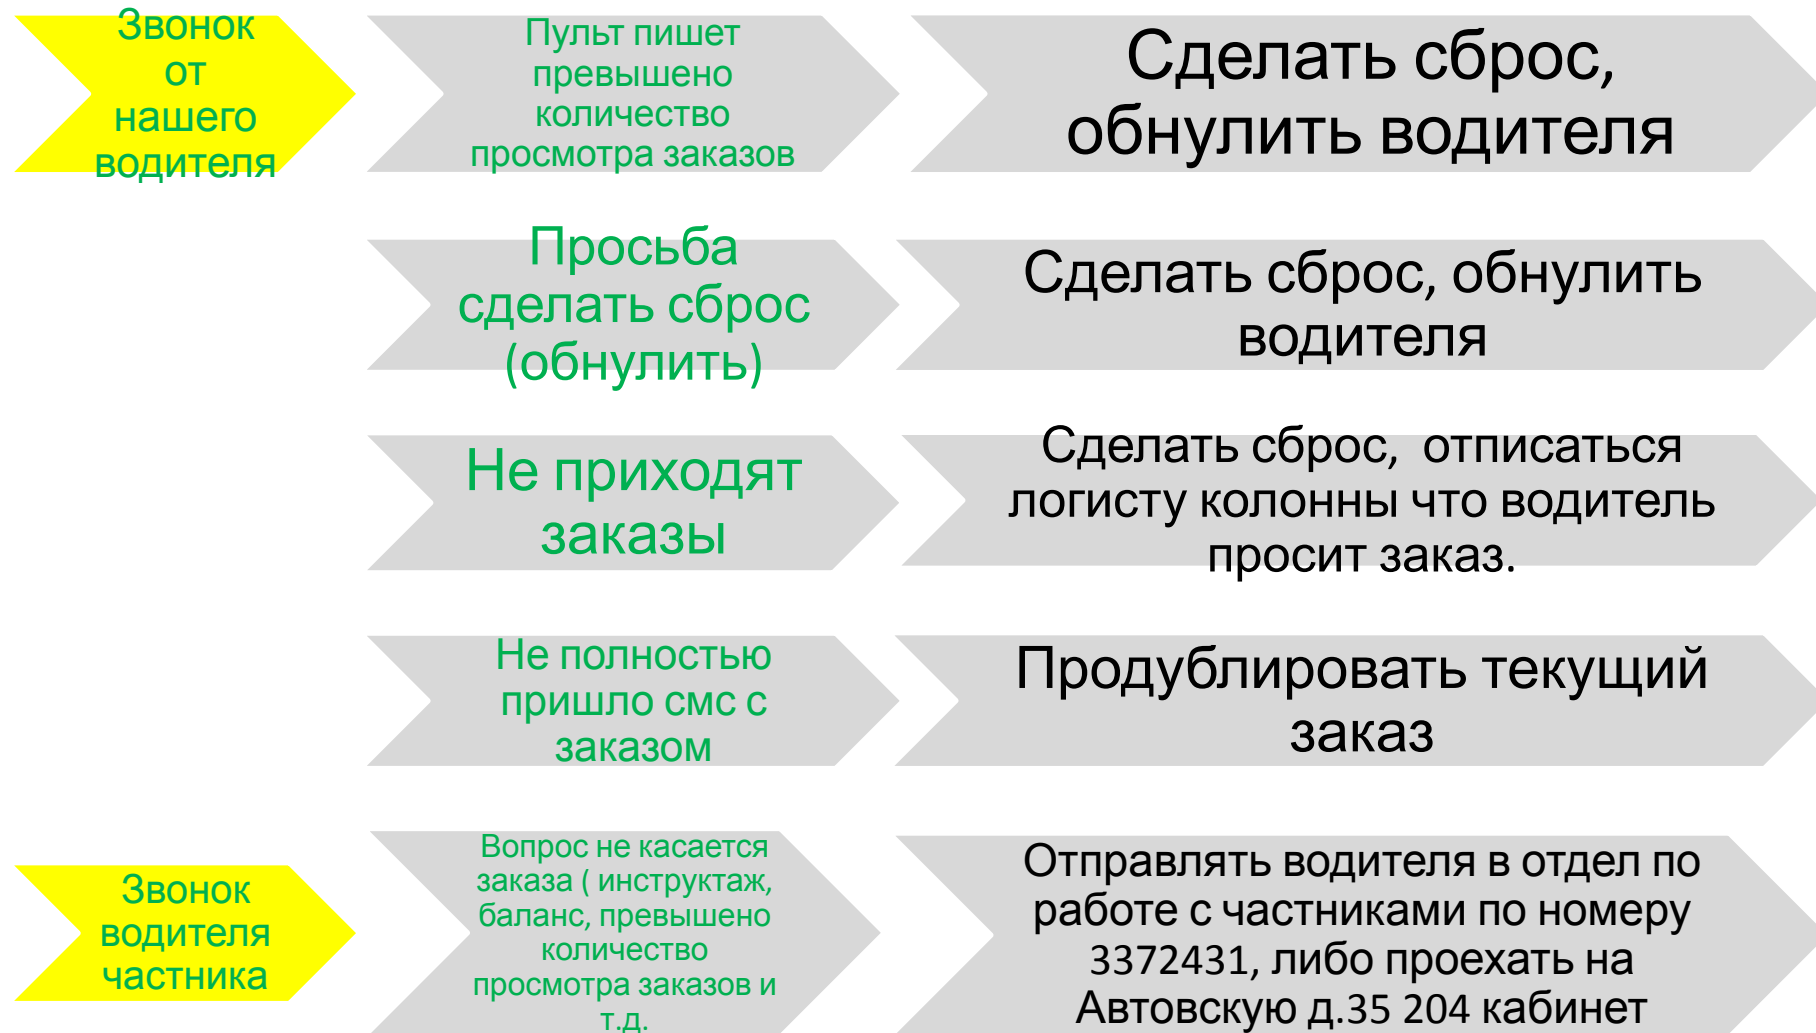 Звонок
от
нашего
водителя
Пульт пишет
превышено
количество
просмотра заказов
Сделать сброс,
обнулить водителя
Просьба
сделать сброс
(обнулить)
Сделать сброс, обнулить
водителя
Не приходят
заказы
Сделать сброс,  отписаться
логисту колонны что водитель
просит заказ.
Не полностью
пришло смс с
заказом
Продублировать текущий
заказ
Звонок
водителя
частника
Вопрос не касается
заказа ( инструктаж,
баланс, превышено
количество
просмотра заказов и
т.д.
Отправлять водителя в отдел по
работе с частниками по номеру
3372431, либо проехать на
Автовскую д.35 204 кабинет